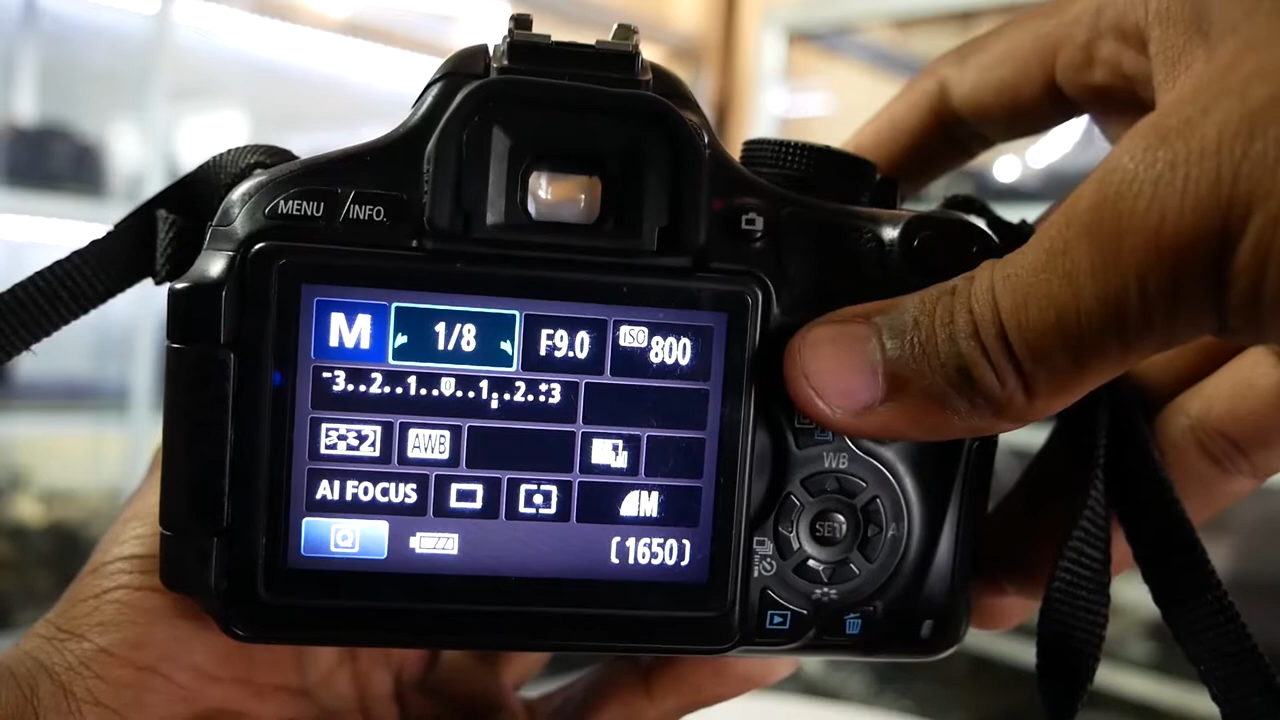 MENU /INFO.
M 1/8 F9.0 ISO 800
-3..2..1..0..1..2..+3
2 AWB
AI FOCUS M
Q [1650]
WB
SET